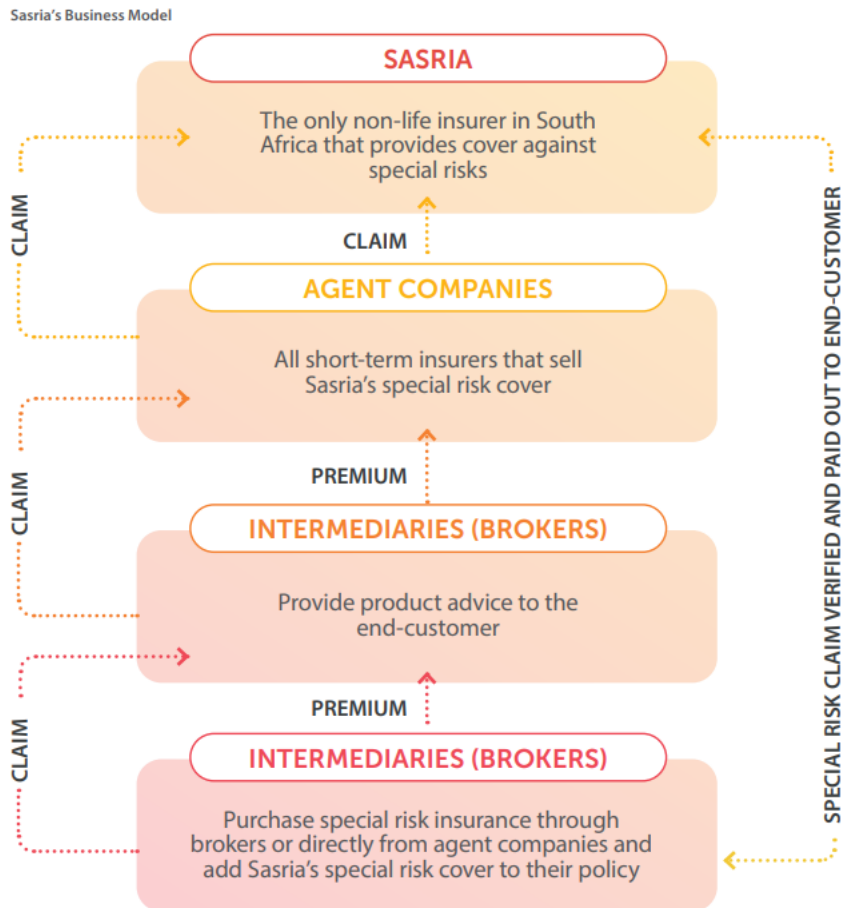 Sasria's Business Model
SASRIA
The only non-life insurer in South
Africa that provides cover against
special risks
CLAIM
CLAIM
AGENT COMPANIES
All short-term insurers that sell
Sasria's special risk cover
CLAIM
PREMIUM
INTERMEDIARIES (BROKERS)
Provide product advice to the
end-customer
CLAIM
PREMIUM
INTERMEDIARIES (BROKERS)
Purchase special risk insurance through
brokers or directly from agent companies and
add Sasria's special risk cover to their policy
SPECIAL RISK CLAIM VERIFIED AND PAID OUT TO END-CUSTOMER